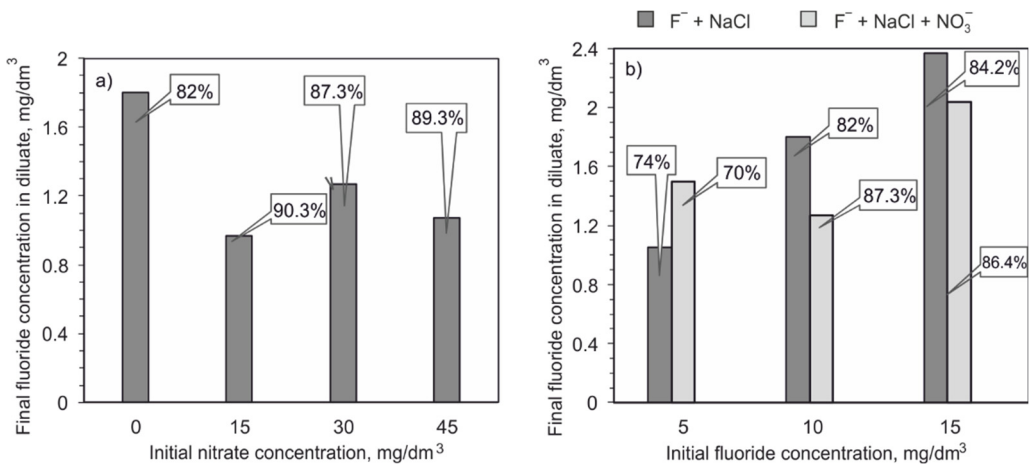 F⁻ + NaCl
F⁻ + NaCl + NO₃⁻
a)
Final fluoride concentration in diluate, mg/dm³
2
1.6
1.2
0.8
0.4
0
82%
90.3%
87.3%
89.3%
0 15 30 45
Initial nitrate concentration, mg/dm³
b)
Final fluoride concentration in diluate, mg/dm³
2.4
2
1.6
1.2
0.8
0.4
0
74%
70%
82%
87.3%
84.2%
86.4%
5 10 15
Initial fluoride concentration, mg/dm³